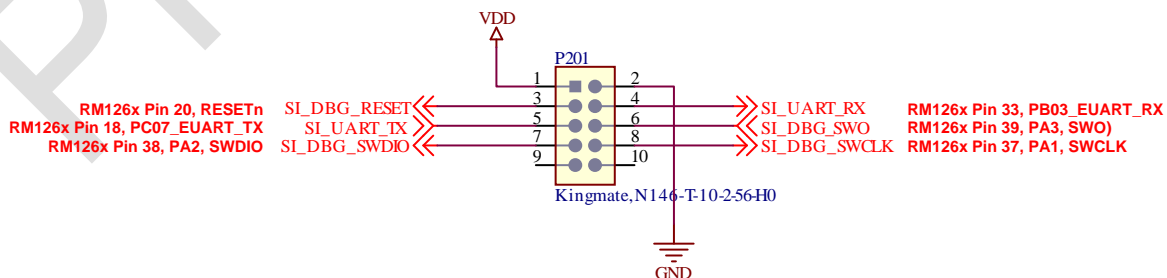 VDD
P201
1 2
RM126x Pin 20, RESETn SI_DBG_RESET 3 4 SI_UART_RX RM126x Pin 33, PB03_EUART_RX
RM126x Pin 18, PC07_EUART_TX SI_UART_TX 5 6 SI_DBG_SWO RM126x Pin 39, PA3, SWO)
RM126x Pin 38, PA2, SWDIO SI_DBG_SWDIO 7 8 SI_DBG_SWCLK RM126x Pin 37, PA1, SWCLK
9 10
Kingmate,N146-T-10-2-56-H0
GND